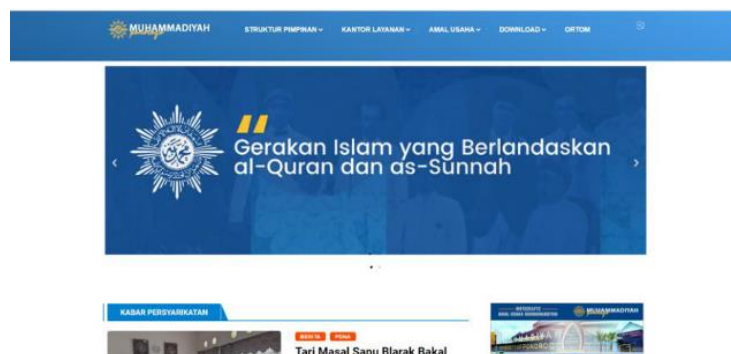 MUHAMMADIYAH
STRUKTUR PIMPINAN
KANTOR LAYANAN
AMAL USAHA
DOWNLOAD
ORTOM
Gerakan Islam yang Berlandaskan
al-Quran dan as-Sunnah
KABAR PERSYARIKATAN
BERITA
Tari Masal Sapu Blarak Bakal
MUHAMMADIYAH